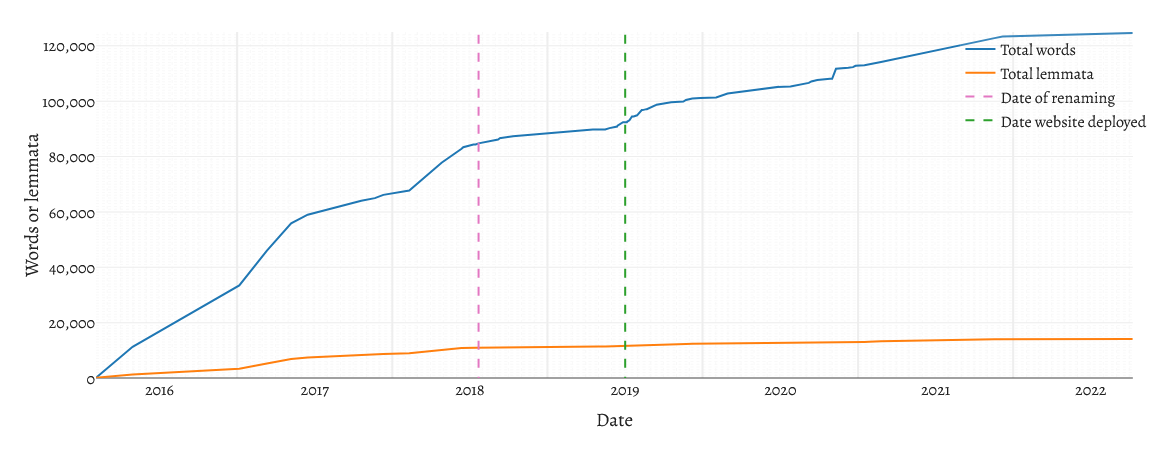 Words or lemmata
120,000
100,000
80,000
60,000
40,000
20,000
0
2016 2017 2018 2019 2020 2021 2022
Date
Total words
Total lemmata
Date of renaming
Date website deployed